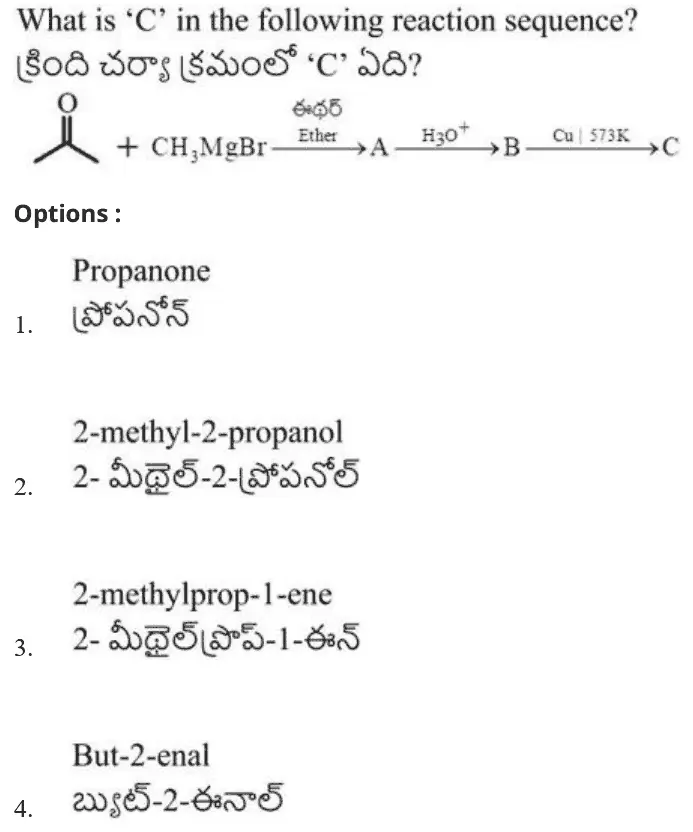 What is ‘C’ in the following reaction sequence?
క్రింది చర్యా క్రమంలో ‘C’ ఏది?
O
+ CH₃MgBr ఈథర్ Ether → A H₃O⁺ → B Cu | 573K → C
Options :
Propanone
1. ప్రోపనోన్
2-methyl-2-propanol
2. 2- మీథైల్-2-ప్రోపనోల్
2-methylprop-1-ene
3. 2- మీథైల్‌ప్రొప్-1-ఈన్
But-2-enal
4. బ్యుట్-2-ఈనాల్